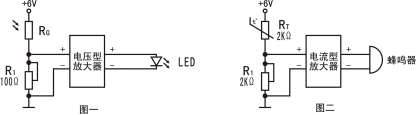 +6V
RG
+
电压型
放大器
+
−
−
LED
R1
100Ω
图一
+6V
t°
RT
2KΩ
+
电流型
放大器
+
−
−
蜂鸣器
R1
2KΩ
图二